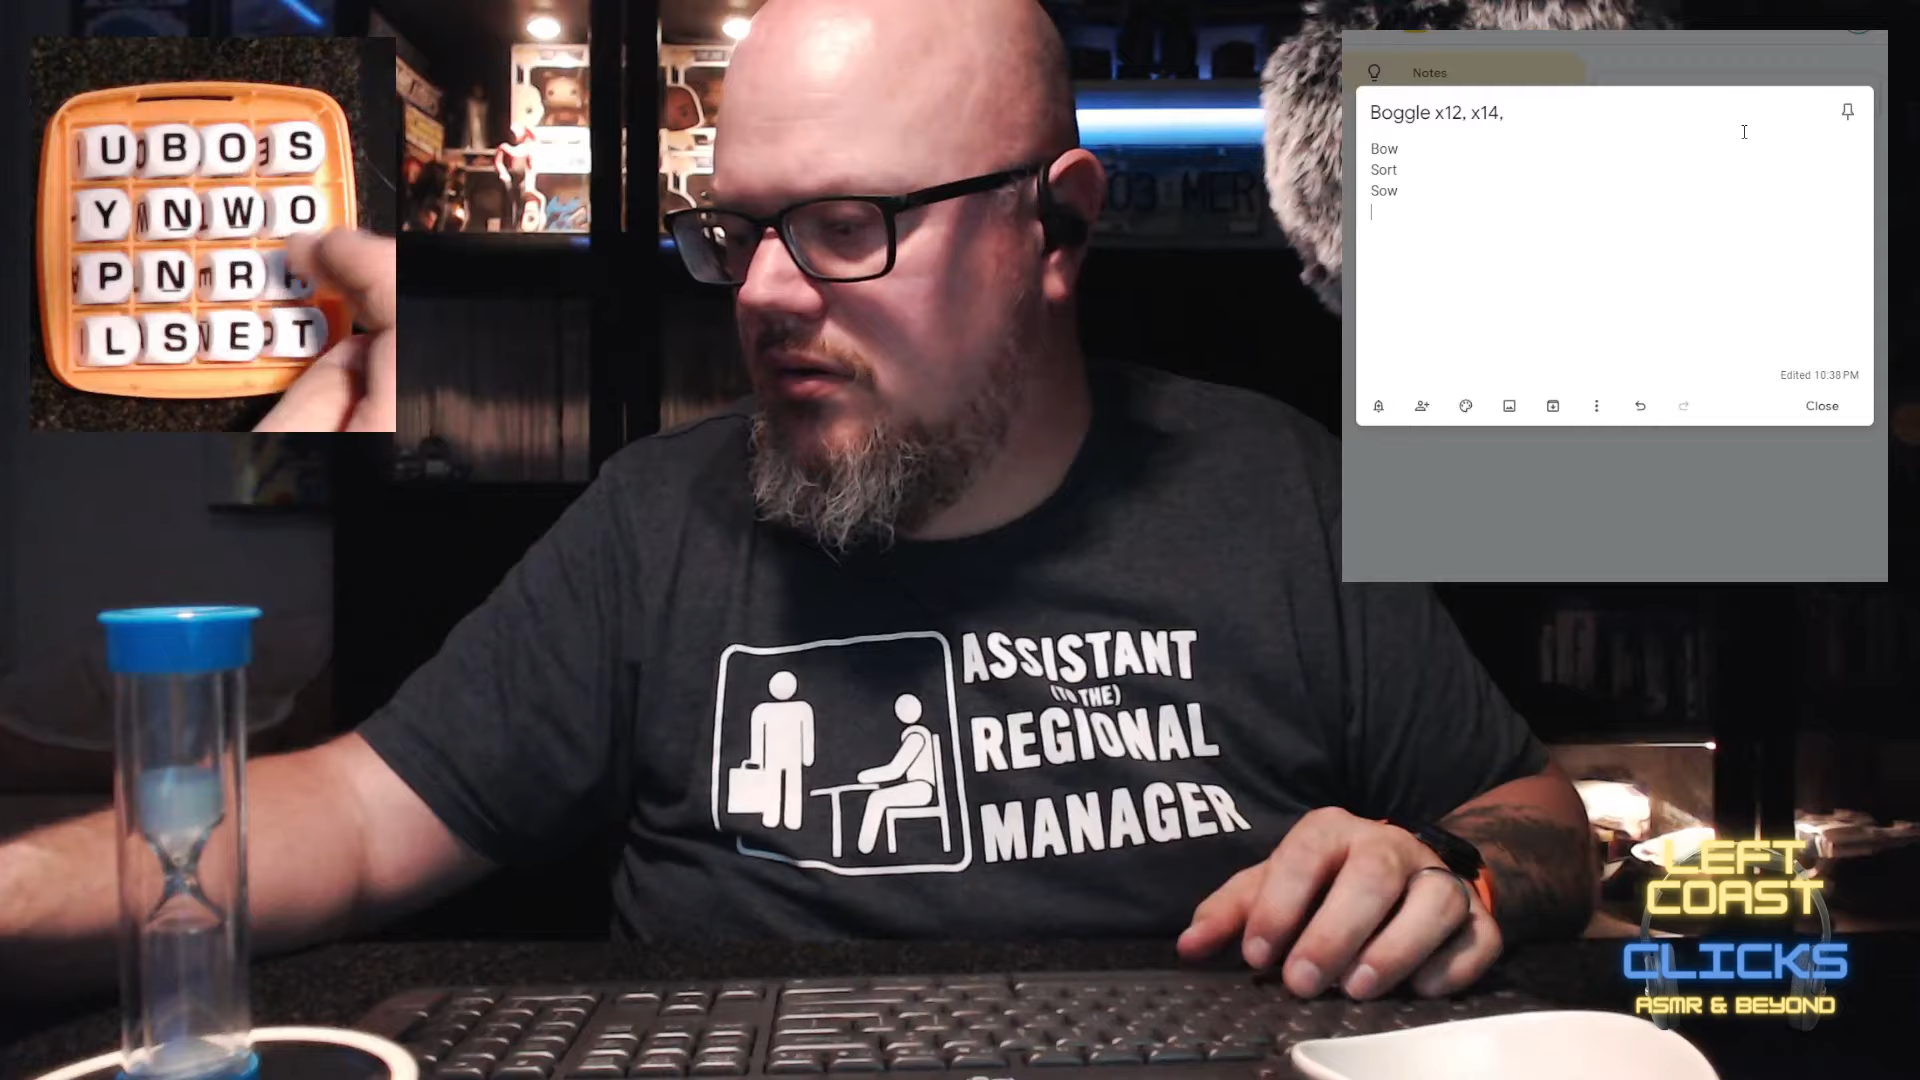 U B O S
Y N W O
P N R
L S E T
Notes
Boggle x12, x14,
Bow
Sort
Sow
Edited 10:38 PM
Close
ASSISTANT
(TO THE)
REGIONAL
MANAGER
LEFT
COAST
CLICKS
ASMR & BEYOND